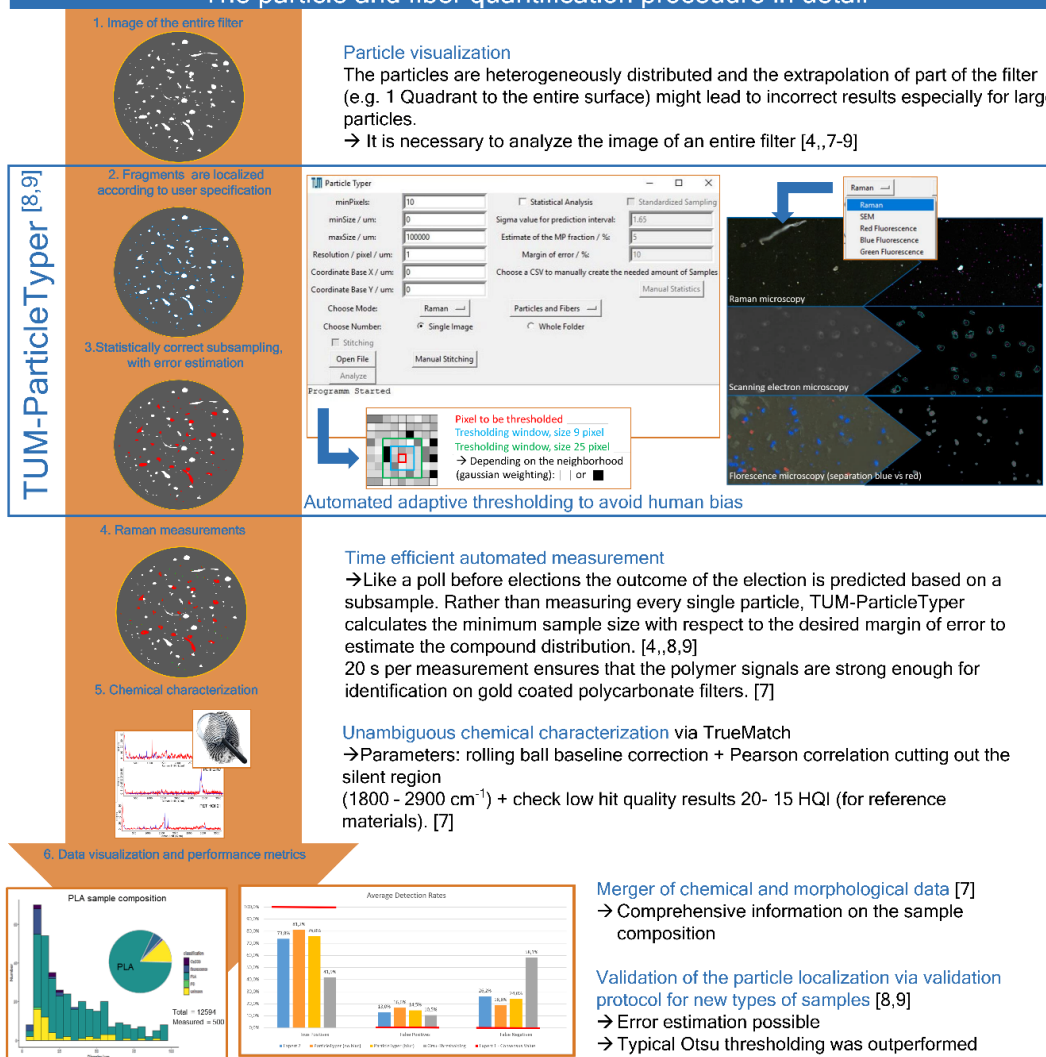 The particle and fiber quantification procedure in detail
1. Image of the entire filter
Particle visualization
The particles are heterogeneously distributed and the extrapolation of part of the filter
(e.g. 1 Quadrant to the entire surface) might lead to incorrect results especially for large
particles.
→ It is necessary to analyze the image of an entire filter [4,,7-9]
TUM-ParticleTyper [8,9]
2. Fragments are localized
according to user specification
3.Statistically correct subsampling,
with error estimation
TUM Particle Typer
minPixels: 10
Statistical Analysis
Standardized Sampling
minSize / um: 0
Sigma value for prediction interval: 1.65
maxSize / um: 100000
Estimate of the MP fraction / %: 5
Resolution / pixel / um: 1
Margin of error / %: 10
Coordinate Base X / um: 0
Choose a CSV to manually create the needed amount of Samples
Coordinate Base Y / um: 0
Manual Statistics
Choose Mode: Raman
Particles and Fibers
Choose Number: Single Image
Whole Folder
Stitching
Open File
Manual Stitching
Analyze
Programm Started
Raman
Raman
SEM
Red Fluorescence
Blue Fluorescence
Green Fluorescence
Raman microscopy
Scanning electron microscopy
Florescence microscopy (separation blue vs red)
Pixel to be thresholded
Tresholding window, size 9 pixel
Tresholding window, size 25 pixel
→ Depending on the neighborhood
(gaussian weighting): or
Automated adaptive thresholding to avoid human bias
4. Raman measurements
Time efficient automated measurement
→Like a poll before elections the outcome of the election is predicted based on a
subsample. Rather than measuring every single particle, TUM-ParticleTyper
calculates the minimum sample size with respect to the desired margin of error to
estimate the compound distribution. [4,,8,9]
20 s per measurement ensures that the polymer signals are strong enough for
identification on gold coated polycarbonate filters. [7]
5. Chemical characterization
Unambiguous chemical characterization via TrueMatch
→Parameters: rolling ball baseline correction + Pearson correlation cutting out the
silent region
(1800 - 2900 cm-1) + check low hit quality results 20- 15 HQI (for reference
materials). [7]
6. Data visualization and performance metrics
PLA sample composition
PLA
Total = 12594
Measured = 500
Average Detection Rates
False Positives
Merger of chemical and morphological data [7]
→ Comprehensive information on the sample
composition
Validation of the particle localization via validation
protocol for new types of samples [8,9]
→ Error estimation possible
→ Typical Otsu thresholding was outperformed